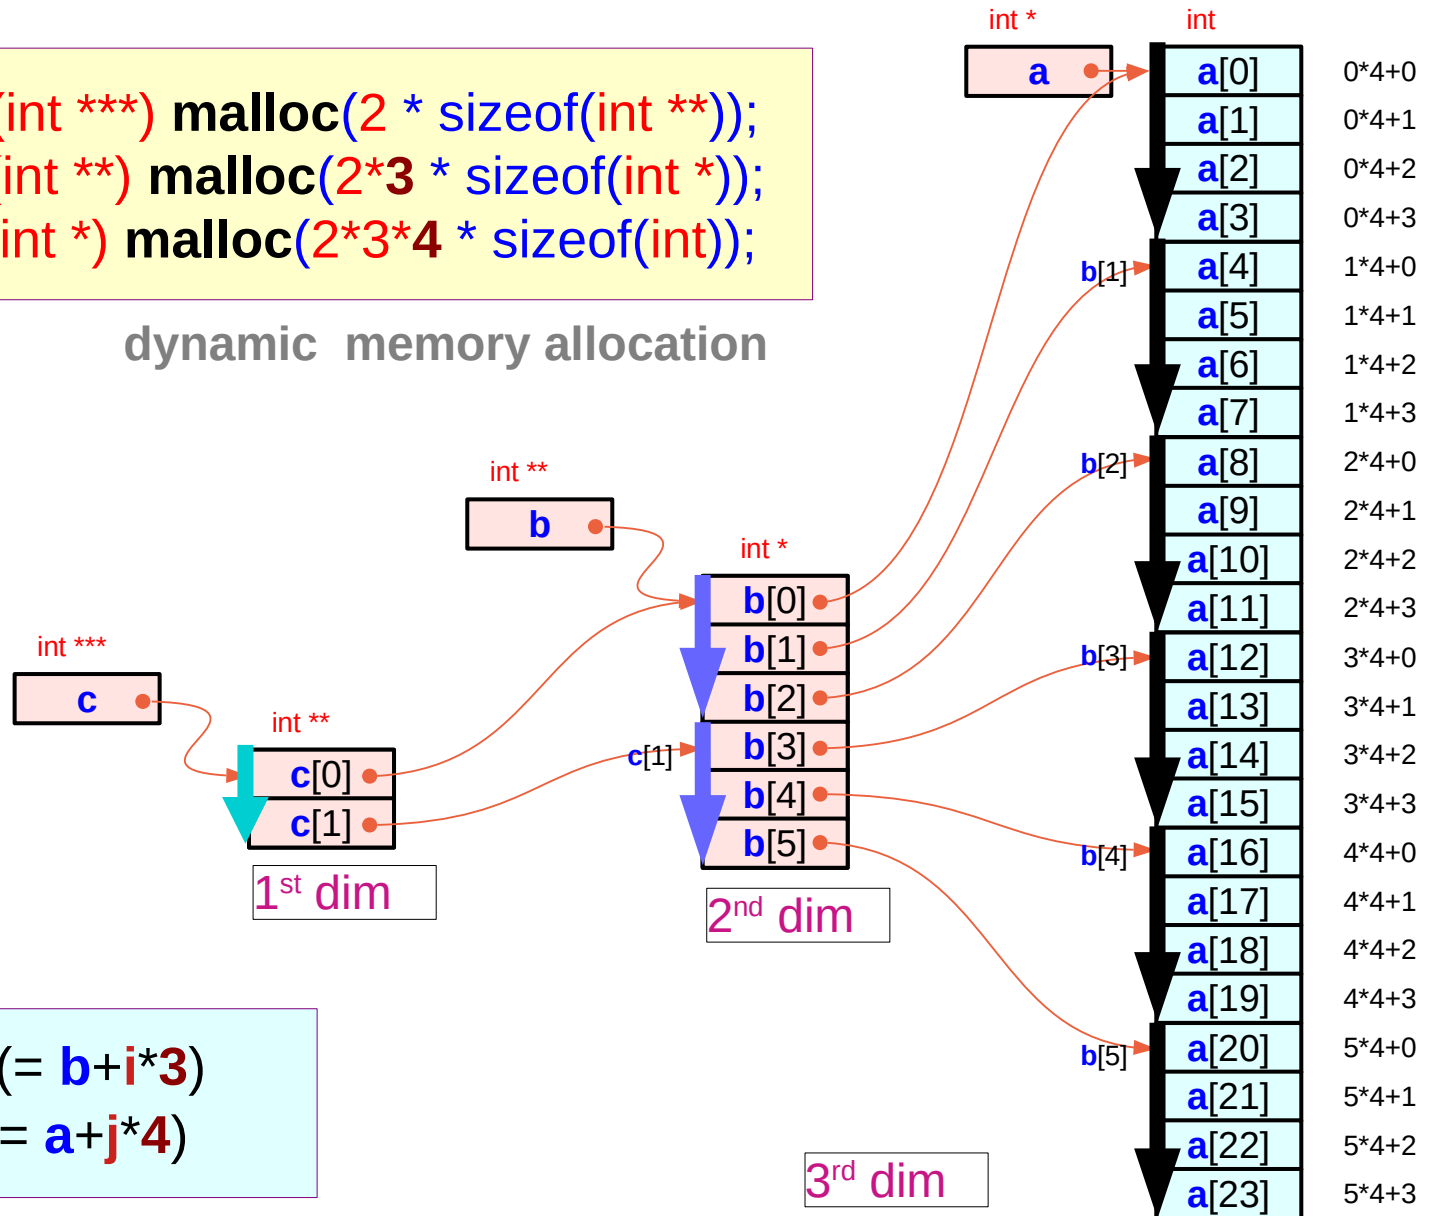 int *
int
a
a[0]
0*4+0
a[1]
0*4+1
(int ***) malloc(2 * sizeof(int **));
(int **) malloc(2*3 * sizeof(int *));
int *) malloc(2*3*4 * sizeof(int));
a[2]
0*4+2
a[3]
0*4+3
b[1]
a[4]
1*4+0
a[5]
1*4+1
dynamic memory allocation
a[6]
1*4+2
a[7]
1*4+3
int **
b[2]
a[8]
2*4+0
b
a[9]
2*4+1
int *
a[10]
2*4+2
b[0]
a[11]
2*4+3
int ***
b[1]
b[3]
a[12]
3*4+0
c
b[2]
a[13]
3*4+1
int **
c[1]
b[3]
a[14]
3*4+2
c[0]
b[4]
a[15]
3*4+3
c[1]
b[5]
b[4]
a[16]
4*4+0
1st dim
2nd dim
a[17]
4*4+1
a[18]
4*4+2
a[19]
4*4+3
(= b+i*3)
b[5]
a[20]
5*4+0
= a+j*4)
a[21]
5*4+1
a[22]
5*4+2
3rd dim
a[23]
5*4+3